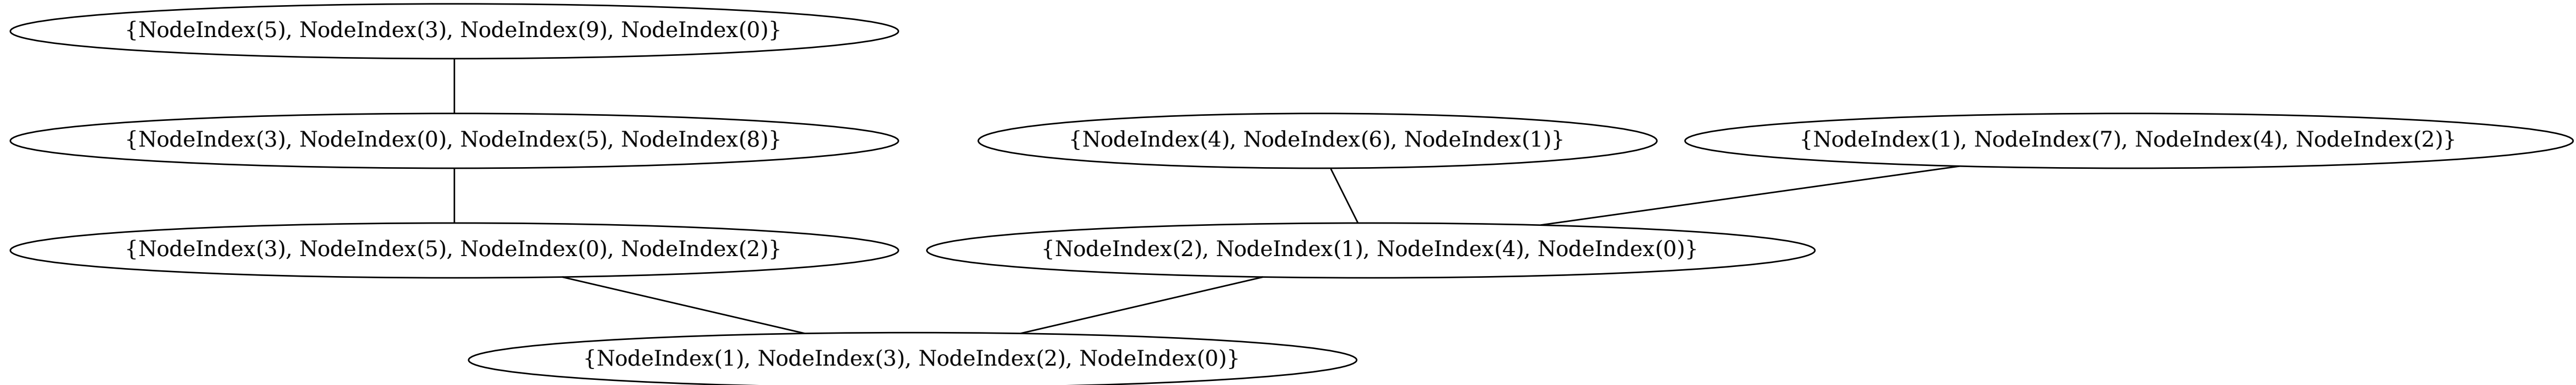 {NodeIndex(5), NodeIndex(3), NodeIndex(9), NodeIndex(0)}
{NodeIndex(3), NodeIndex(0), NodeIndex(5), NodeIndex(8)}
{NodeIndex(4), NodeIndex(6), NodeIndex(1)}
{NodeIndex(1), NodeIndex(7), NodeIndex(4), NodeIndex(2)}
{NodeIndex(3), NodeIndex(5), NodeIndex(0), NodeIndex(2)}
{NodeIndex(2), NodeIndex(1), NodeIndex(4), NodeIndex(0)}
{NodeIndex(1), NodeIndex(3), NodeIndex(2), NodeIndex(0)}